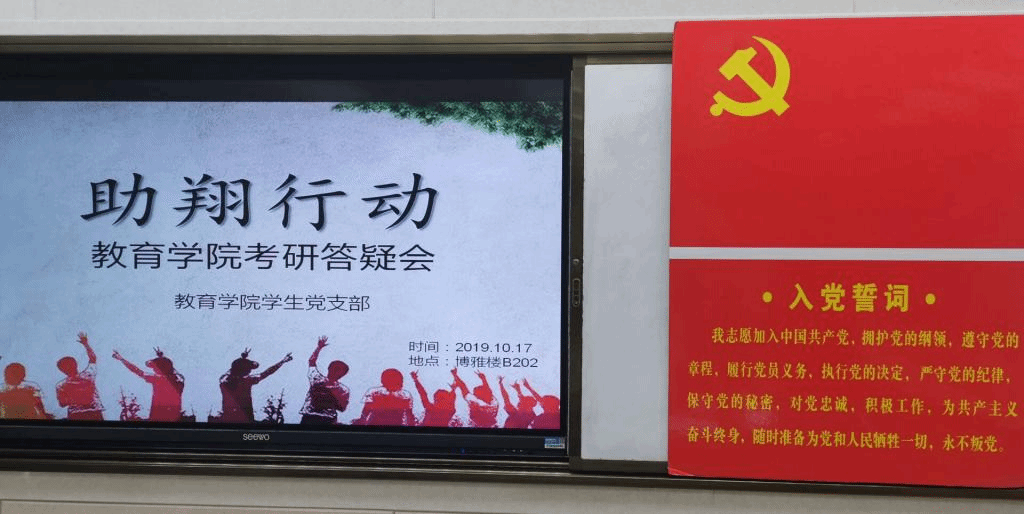 助翔行动
教育学院考研答疑会
教育学院学生党支部
时间：2019.10.17
地点：博雅楼B202
seewo
·入党誓词·
我志愿加入中国共产党，拥护党的纲领，遵守党的
章程，履行党员义务，执行党的决定，严守党的纪律，
保守党的秘密，对党忠诚，积极工作，为共产主义
奋斗终身，随时准备为党和人民牺牲一切，永不叛党。